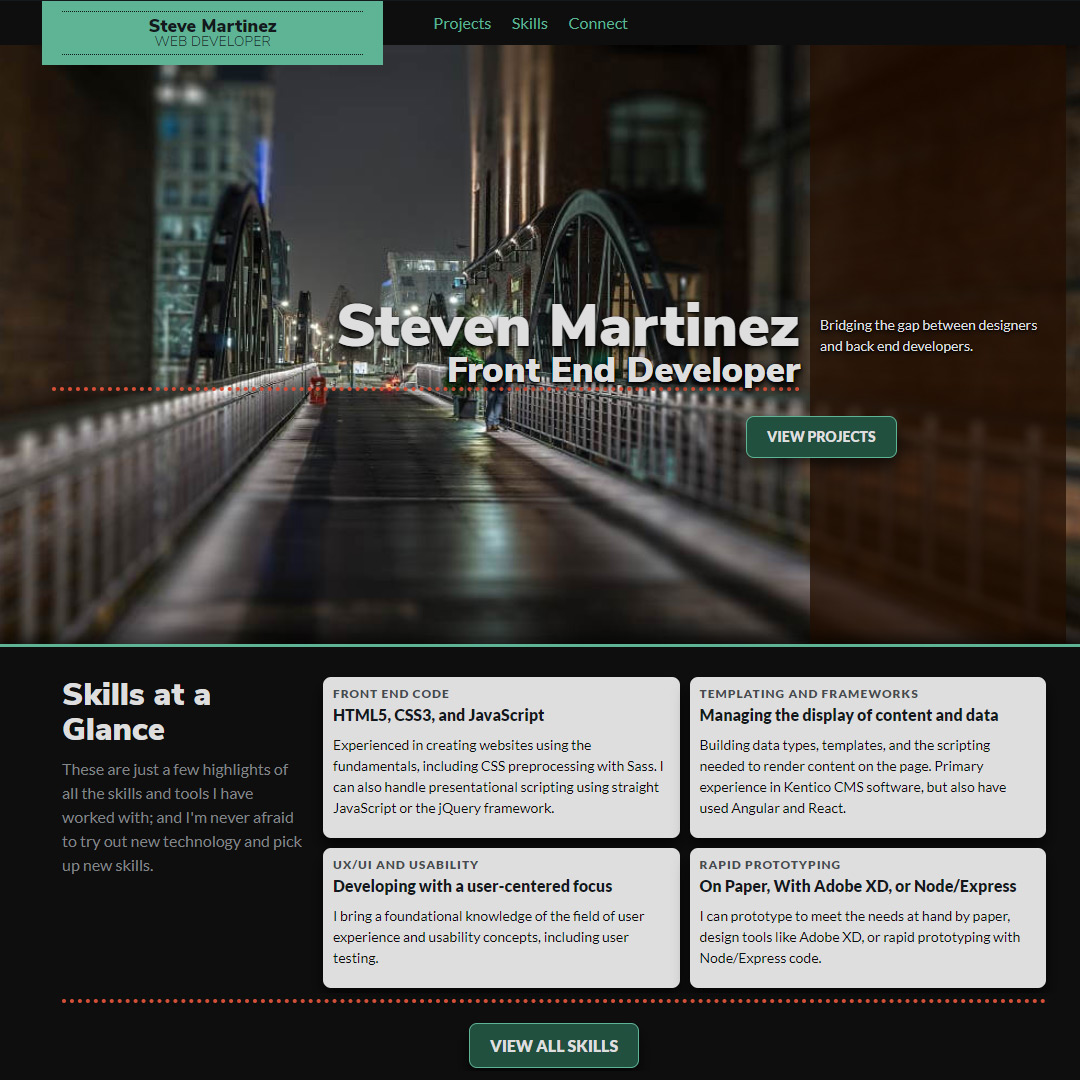 Steve Martinez
WEB DEVELOPER
Projects
Skills
Connect
Steven Martinez
Front End Developer
Bridging the gap between designers
and back end developers.
VIEW PROJECTS
Skills at a
Glance
These are just a few highlights of
all the skills and tools I have
worked with; and I'm never afraid
to try out new technology and pick
up new skills.
FRONT END CODE
HTML5, CSS3, and JavaScript
Experienced in creating websites using the
fundamentals, including CSS preprocessing with Sass. I
can also handle presentational scripting using straight
JavaScript or the jQuery framework.
TEMPLATING AND FRAMEWORKS
Managing the display of content and data
Building data types, templates, and the scripting
needed to render content on the page. Primary
experience in Kentico CMS software, but also have
used Angular and React.
UX/UI AND USABILITY
Developing with a user-centered focus
I bring a foundational knowledge of the field of user
experience and usability concepts, including user
testing.
RAPID PROTOTYPING
On Paper, With Adobe XD, or Node/Express
I can prototype to meet the needs at hand by paper,
design tools like Adobe XD, or rapid prototyping with
Node/Express code.
VIEW ALL SKILLS